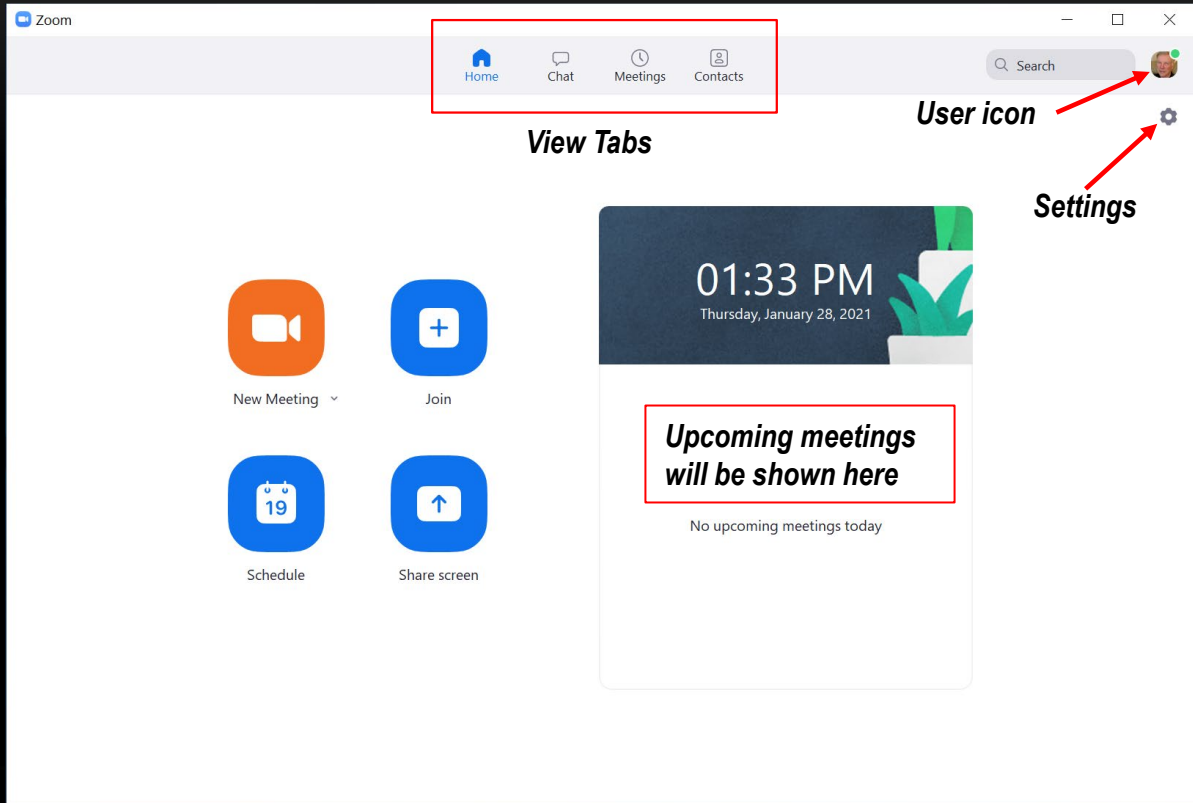 Zoom
Home
Chat
Meetings
Contacts
Search
User icon
View Tabs
Settings
01:33 PM
Thursday, January 28, 2021
New Meeting
Join
Upcoming meetings
will be shown here
No upcoming meetings today
19
Schedule
Share screen